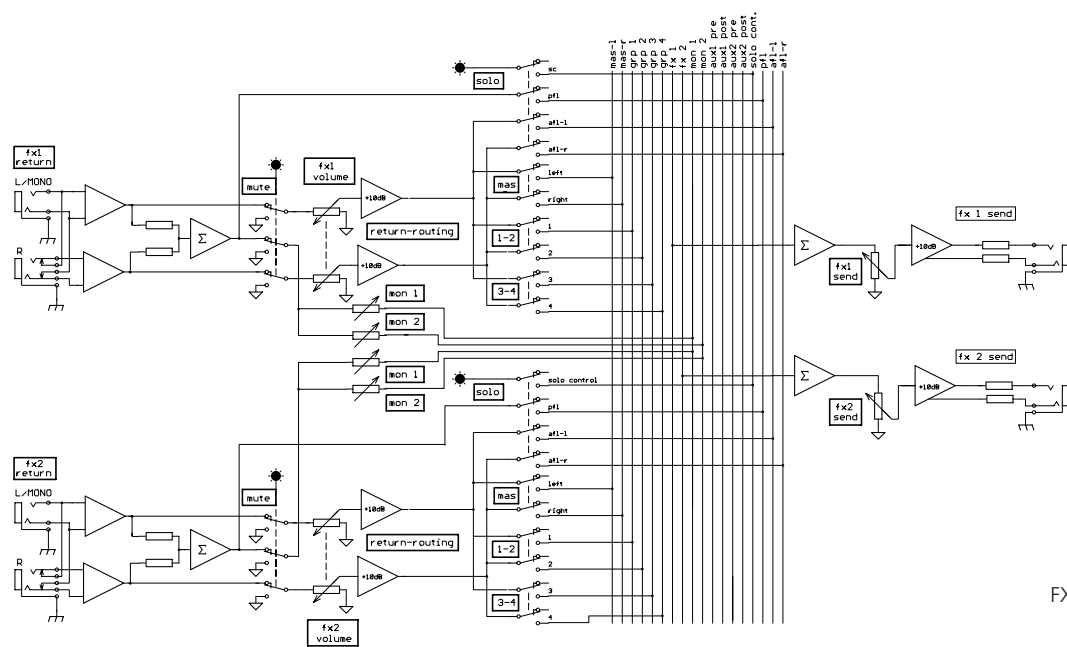 mas-l
mas-r
grp 1
grp 2
grp 3
grp 4
fx 1
fx 2
mon 1
mon 2
aux1 pre
aux1 post
aux2 pre
aux2 post
solo cont.
pfl
afl-l
afl-r
solo
sc
pfl
afl-l
afl-r
fx1
return
L/MONO
R
mute
fx1
volume
+10dB
+10dB
return-routing
Σ
mas
left
right
1-2
1
2
3-4
3
4
mon 1
mon 2
mon 1
mon 2
Σ
fx1
send
+10dB
fx 1 send
Σ
fx2
send
+10dB
fx 2 send
solo
solo control
pfl
afl-l
afl-r
fx2
return
L/MONO
R
mute
Σ
+10dB
+10dB
return-routing
fx2
volume
mas
left
right
1-2
1
2
3-4
3
4
FX